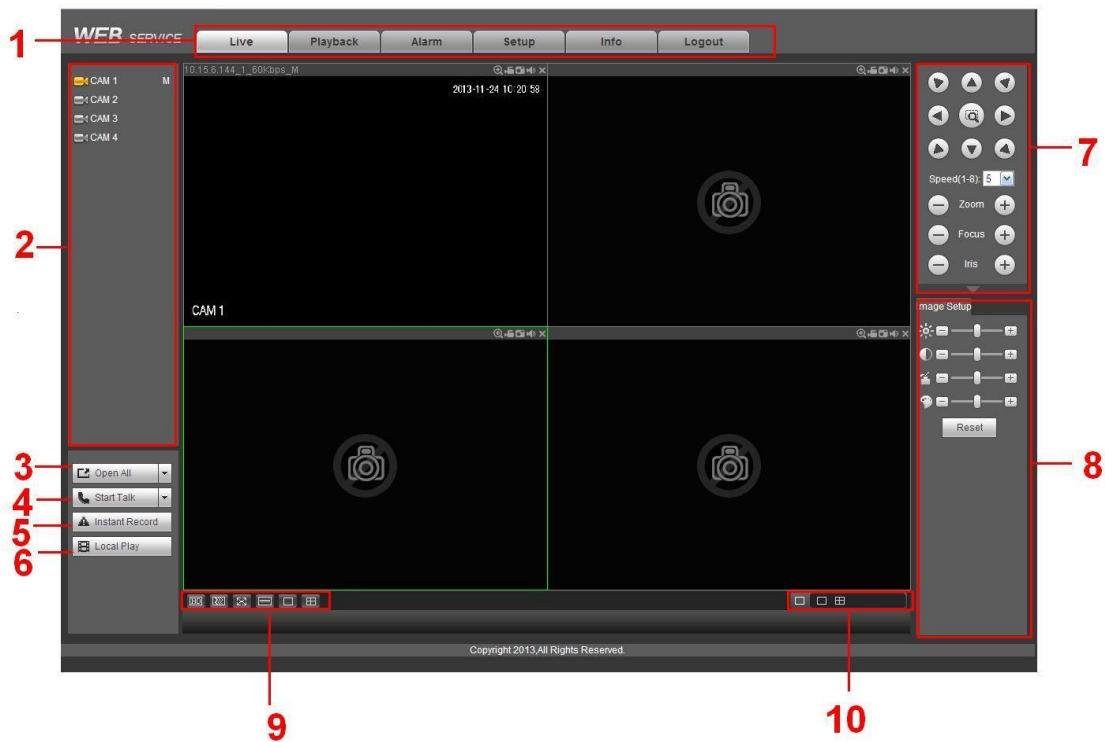 WEB SERVICE
Live Playback Alarm Setup Info Logout
1
CAM 1 M
CAM 2
CAM 3
CAM 4
2
10.15.6.144_1_60Kbps_M
2013-11-24 10:20:58
CAM 1
Speed(1-8): 5
Zoom
Focus
Iris
7
mage Setup
Reset
8
3
Open All
4
Start Talk
5
Instant Record
6
Local Play
Copyright 2013,All Rights Reserved.
9
10